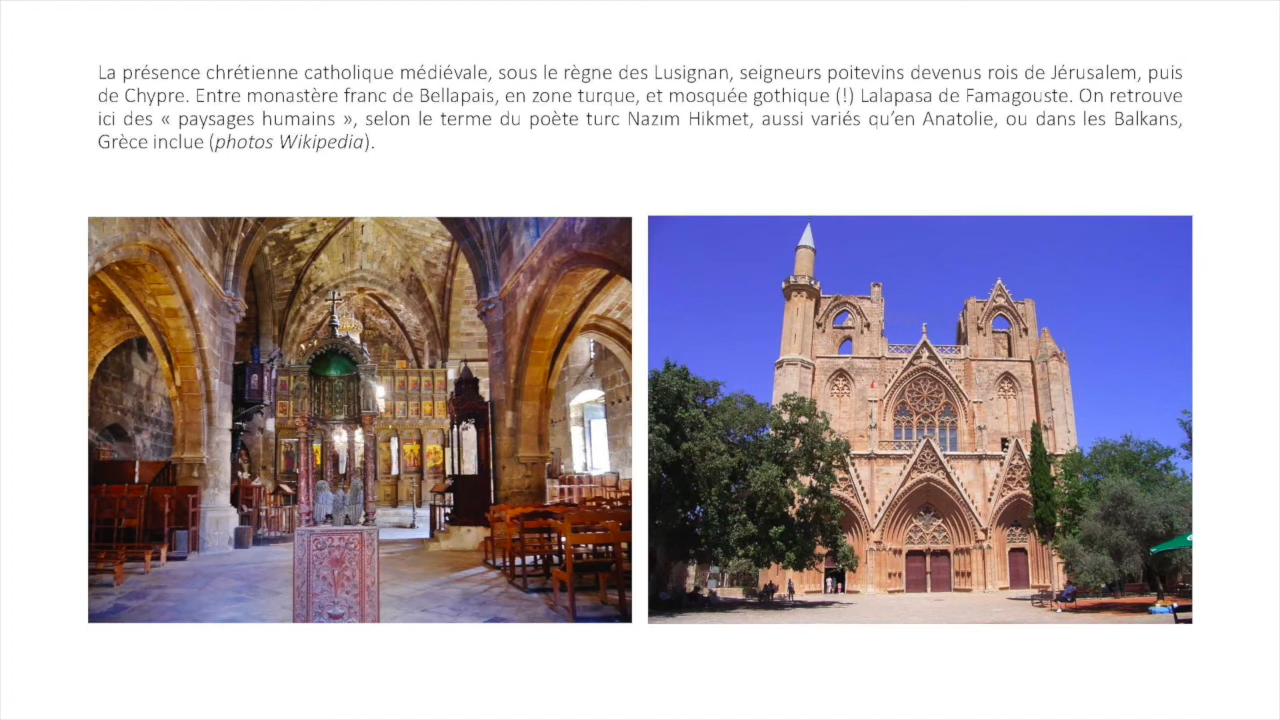 La présence chrétienne catholique médiévale, sous le règne des Lusignan, seigneurs poitevins devenus rois de Jérusalem, puis
de Chypre. Entre monastère franc de Bellapais, en zone turque, et mosquée gothique (!) Lalapasa de Famagouste. On retrouve
ici des « paysages humains », selon le terme du poète turc Nazım Hikmet, aussi variés qu’en Anatolie, ou dans les Balkans,
Grèce inclue (photos Wikipedia).